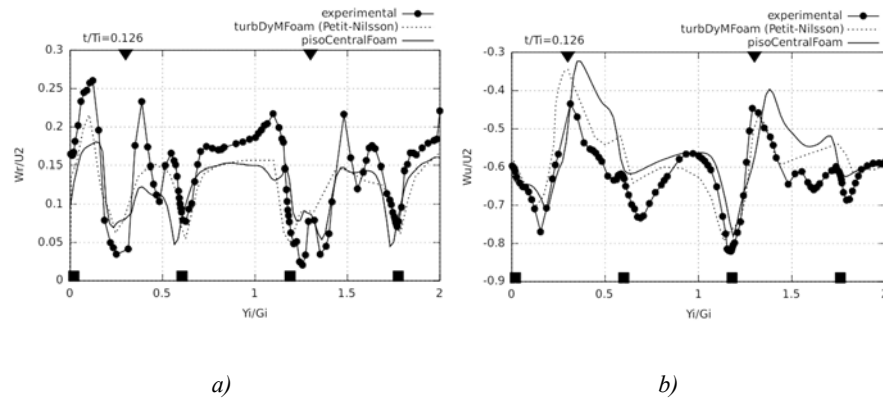 experimental
turbDyMFoam (Petit-Nilsson)
pisoCentralFoam
t/Ti=0.126
Wr/U2
0.3
0.25
0.2
0.15
0.1
0.05
0
0 0.5 1 1.5 2
Yi/Gi
a)
experimental
turbDyMFoam (Petit-Nilsson)
pisoCentralFoam
t/Ti=0.126
Wu/U2
-0.3
-0.4
-0.5
-0.6
-0.7
-0.8
-0.9
0 0.5 1 1.5 2
Yi/Gi
b)